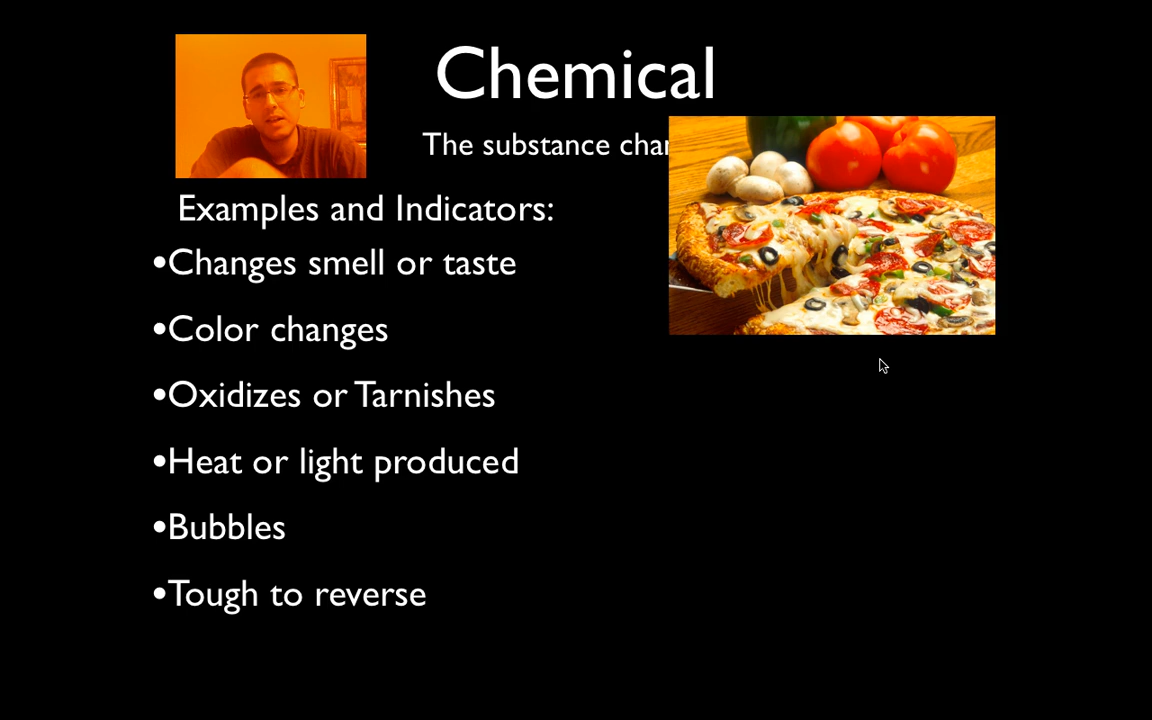 Chemical
The substance
Examples and Indicators:
•Changes smell or taste
•Color changes
•Oxidizes or Tarnishes
•Heat or light produced
•Bubbles
•Tough to reverse